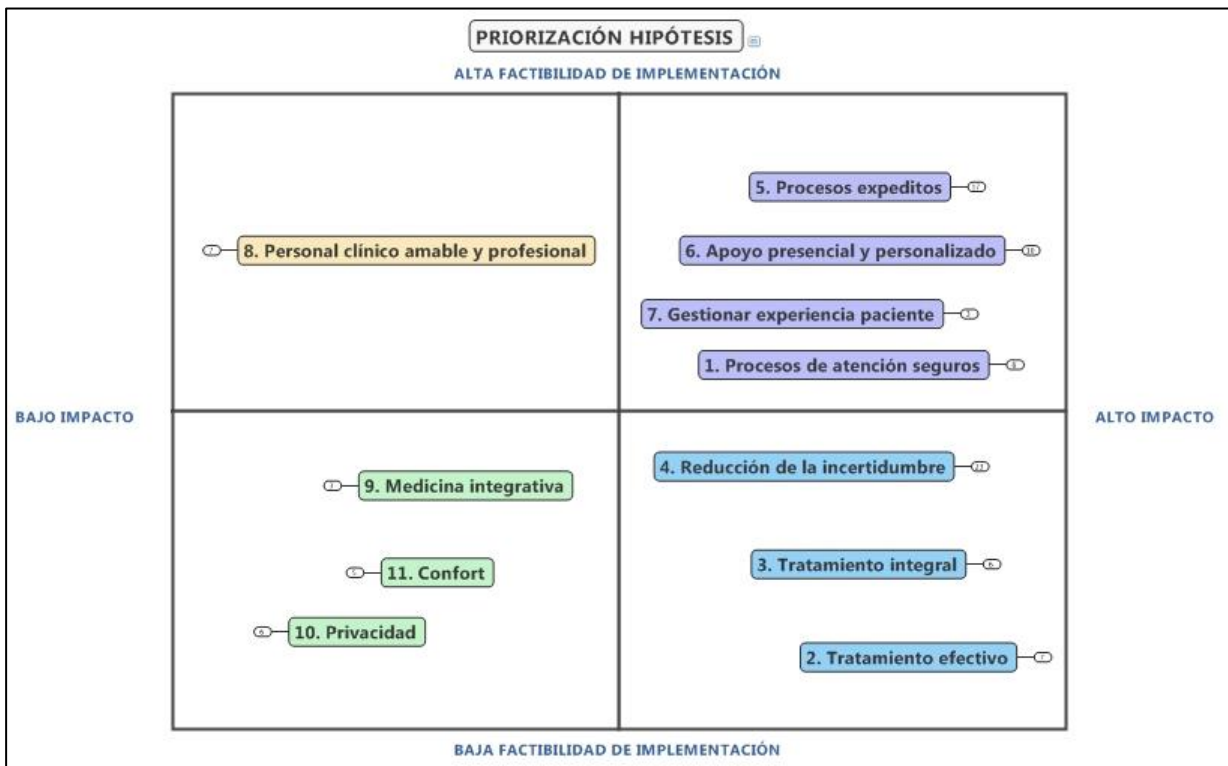 PRIORIZACIÓN HIPÓTESIS
ALTA FACTIBILIDAD DE IMPLEMENTACIÓN
5. Procesos expeditos
8. Personal clínico amable y profesional
6. Apoyo presencial y personalizado
7. Gestionar experiencia paciente
1. Procesos de atención seguros
BAJO IMPACTO
ALTO IMPACTO
4. Reducción de la incertidumbre
9. Medicina integrativa
3. Tratamiento integral
11. Confort
10. Privacidad
2. Tratamiento efectivo
BAJA FACTIBILIDAD DE IMPLEMENTACIÓN